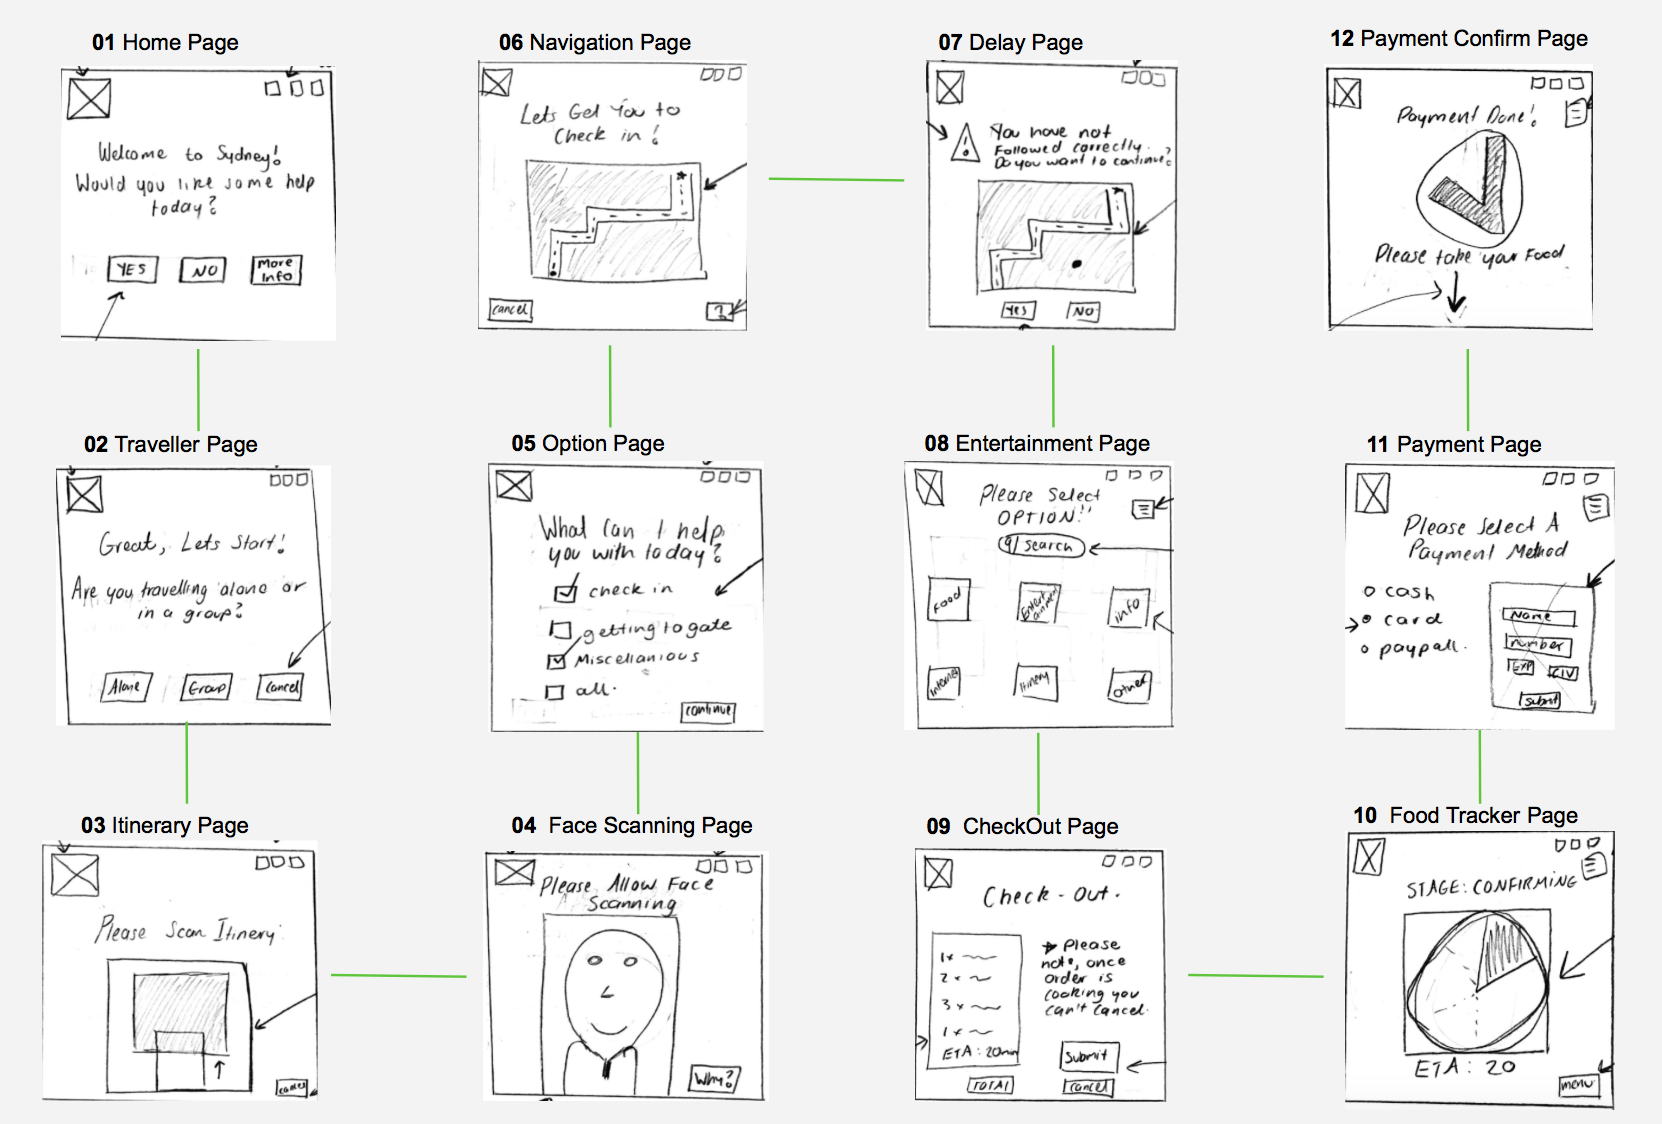 01 Home Page
Welcome to Sydney!
Would you like some help
today?
YES
NO
More
Info
02 Traveller Page
Great, Lets Start!
Are you travelling alone or
in a group?
Alone
Group
Cancel
03 Itinerary Page
Please Scan Itinery
cancel
04 Face Scanning Page
Please Allow Face
Scanning
Why?
05 Option Page
What Can I help
you with today?
check in
getting to gate
Miscellanious
all.
continue
06 Navigation Page
Lets Get You to
Check in!
cancel
?
07 Delay Page
You have not
Followed correctly.
Do you want to continue?
Yes
NO
08 Entertainment Page
Please Select
OPTION!!
Search
Food
Entert
ainment
info
Internet
Itinery
other
09 CheckOut Page
Check-Out.
1x
2x
3x
1x
ETA: 20min
Please
note, once
order is
cooking you
can't cancel.
Submit
TOTAL
Cancel
10 Food Tracker Page
STAGE: CONFIRMING
ETA: 20
menu
11 Payment Page
Please Select A
Payment Method
cash
card
paypall.
Name
number
EXP
CIV
Submit
12 Payment Confirm Page
Payment Done!
Please take your Food